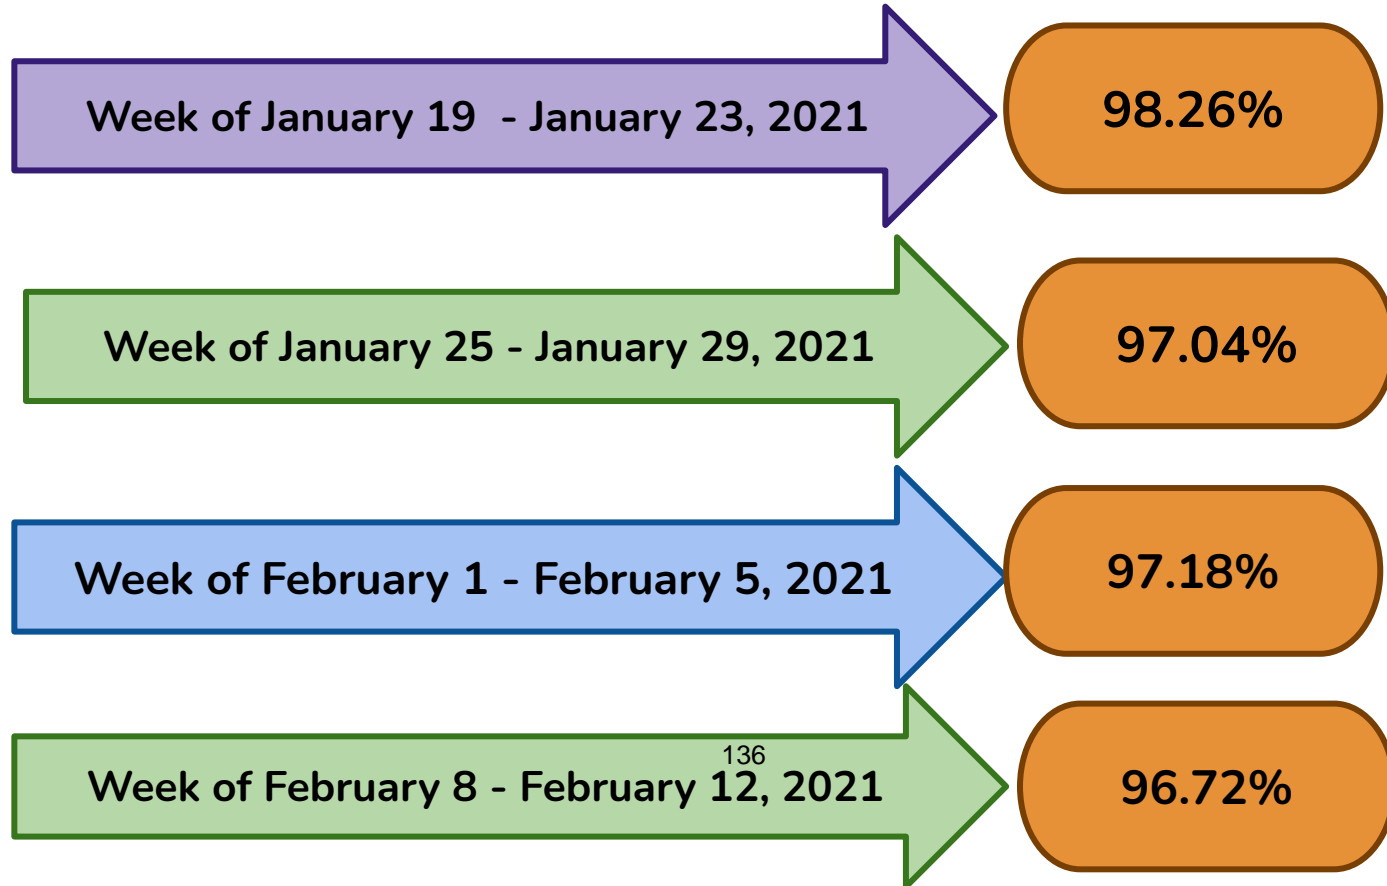 Week of January 19  - January 23, 2021
98.26%
Week of January 25 - January 29, 2021
97.04%
Week of February 1 - February 5, 2021
97.18%
136
Week of February 8 - February 12, 2021
96.72%